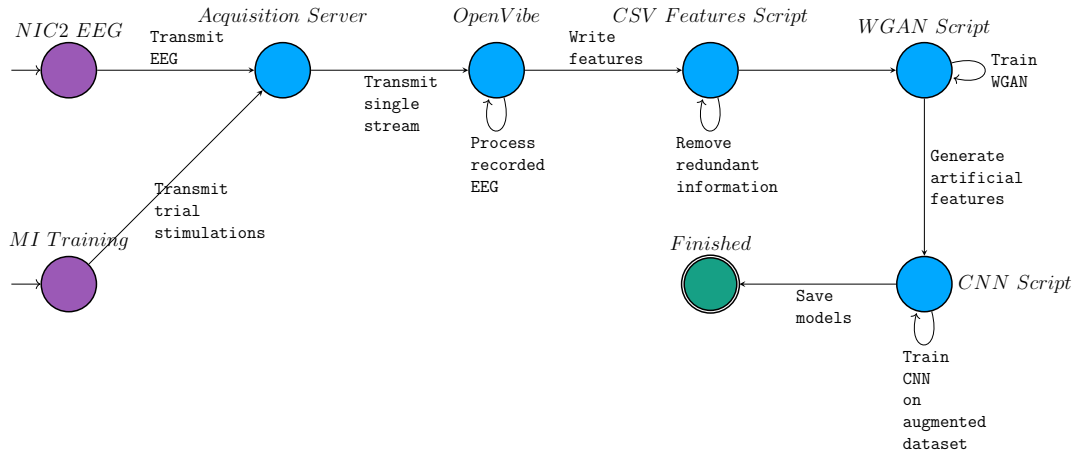 NIC2 EEG
Transmit
EEG
Acquisition Server
Transmit
single
stream
OpenVibe
Process
recorded
EEG
Write
features
CSV Features Script
Remove
redundant
information
WGAN Script
Train
WGAN
Generate
artificial
features
MI Training
Transmit
trial
stimulations
Finished
Save
models
CNN Script
Train
CNN
on
augmented
dataset